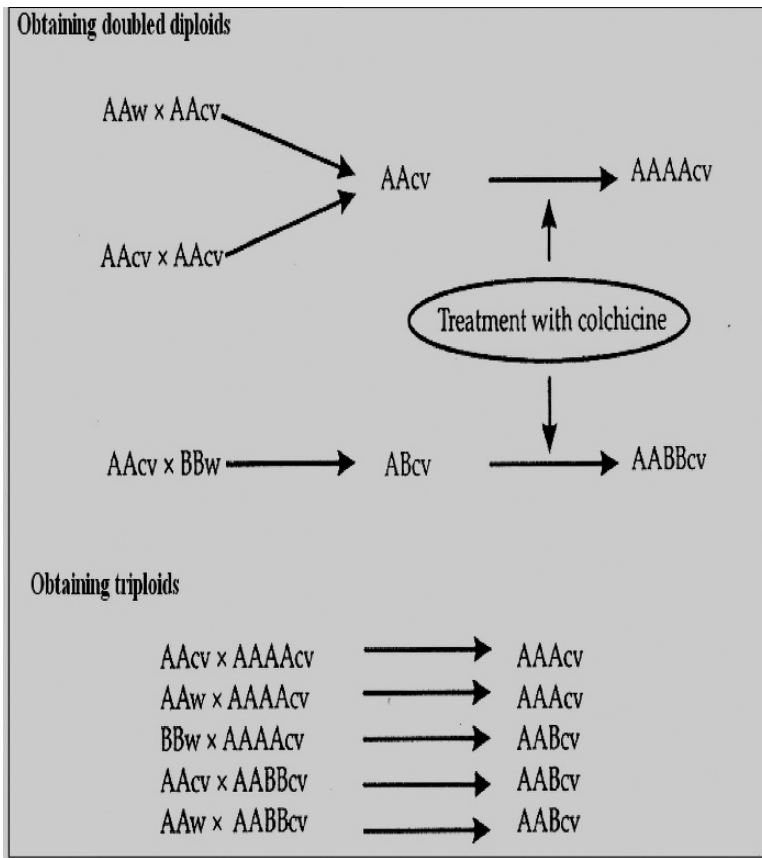 Obtaining doubled diploids
AAw × AAcv
AAcv
AAAAcv
AAcv × AAcv
Treatment with colchicine
AAcv × BBw
ABcv
AABBcv
Obtaining triploids
AAcv × AAAAcv
AAAcv
AAw × AAAAcv
AAAcv
BBw × AAAAcv
AABcv
AAcv × AABBcv
AABcv
AAw × AABBcv
AABcv